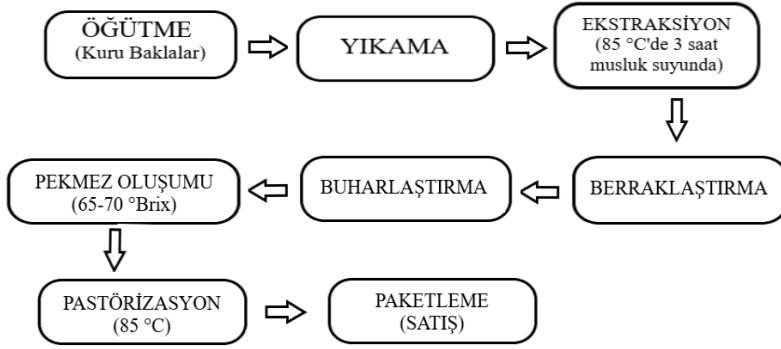 ÖĞÜTME
(Kuru Baklalar)
YIKAMA
EKSTRAKSİYON
(85 °C'de 3 saat
musluk suyunda)
BERRAKLAŞTIRMA
BUHARLAŞTIRMA
PEKMEZ OLUŞUMU
(65-70 °Brix)
PASTÖRİZASYON
(85 °C)
PAKETLEME
(SATIŞ)